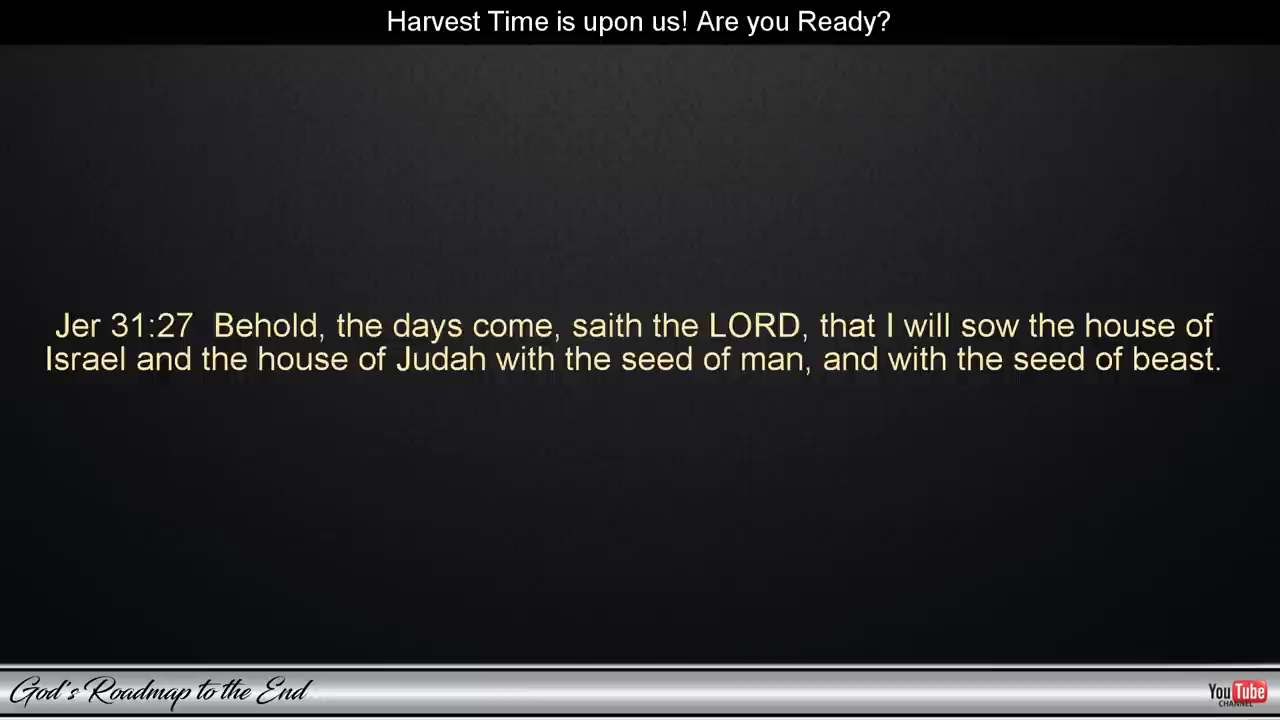 Harvest Time is upon us! Are you Ready?
Jer 31:27  Behold, the days come, saith the LORD, that I will sow the house of
Israel and the house of Judah with the seed of man, and with the seed of beast.
God's Roadmap to the End
YouTube
CHANNEL